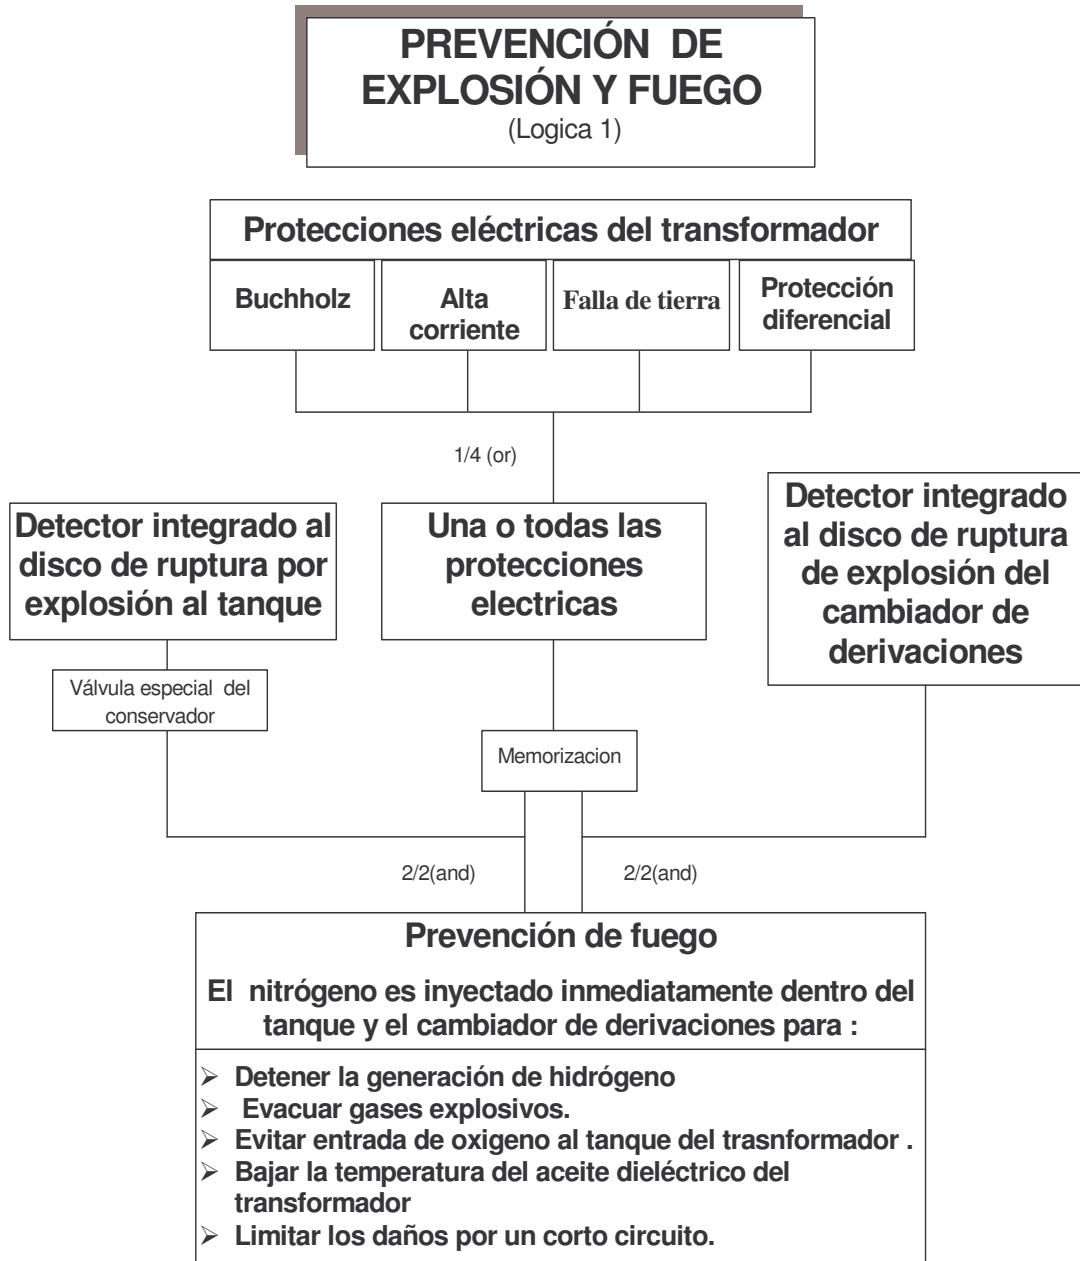 PREVENCIÓN DE
EXPLOSIÓN Y FUEGO
(Logica 1)
Protecciones eléctricas del transformador
Buchholz
Alta
corriente
Falla de tierra
Protección
diferencial
1/4 (or)
Detector integrado al
disco de ruptura por
explosión al tanque
Una o todas las
protecciones
electricas
Detector integrado
al disco de ruptura
de explosión del
cambiador de
derivaciones
Válvula especial del
conservador
Memorizacion
2/2(and)
2/2(and)
Prevención de fuego
El nitrógeno es inyectado inmediatamente dentro del
tanque y el cambiador de derivaciones para :
➢ Detener la generación de hidrógeno
➢ Evacuar gases explosivos.
➢ Evitar entrada de oxigeno al tanque del trasnformador .
➢ Bajar la temperatura del aceite dieléctrico del
transformador
➢ Limitar los daños por un corto circuito.